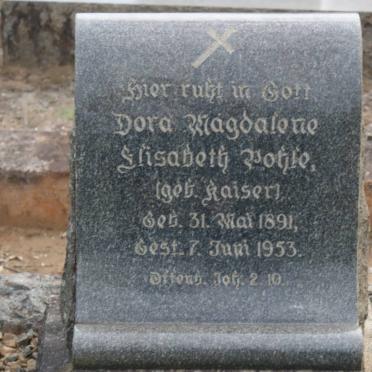 Hier ruht in Gott
Dora Magdalene
Elisabeth Pohle,
(geb. Kaiser)
Geb. 31. Mai 1891,
Gest. 7. Juni 1953.
Offenb. Joh. 2. 10.